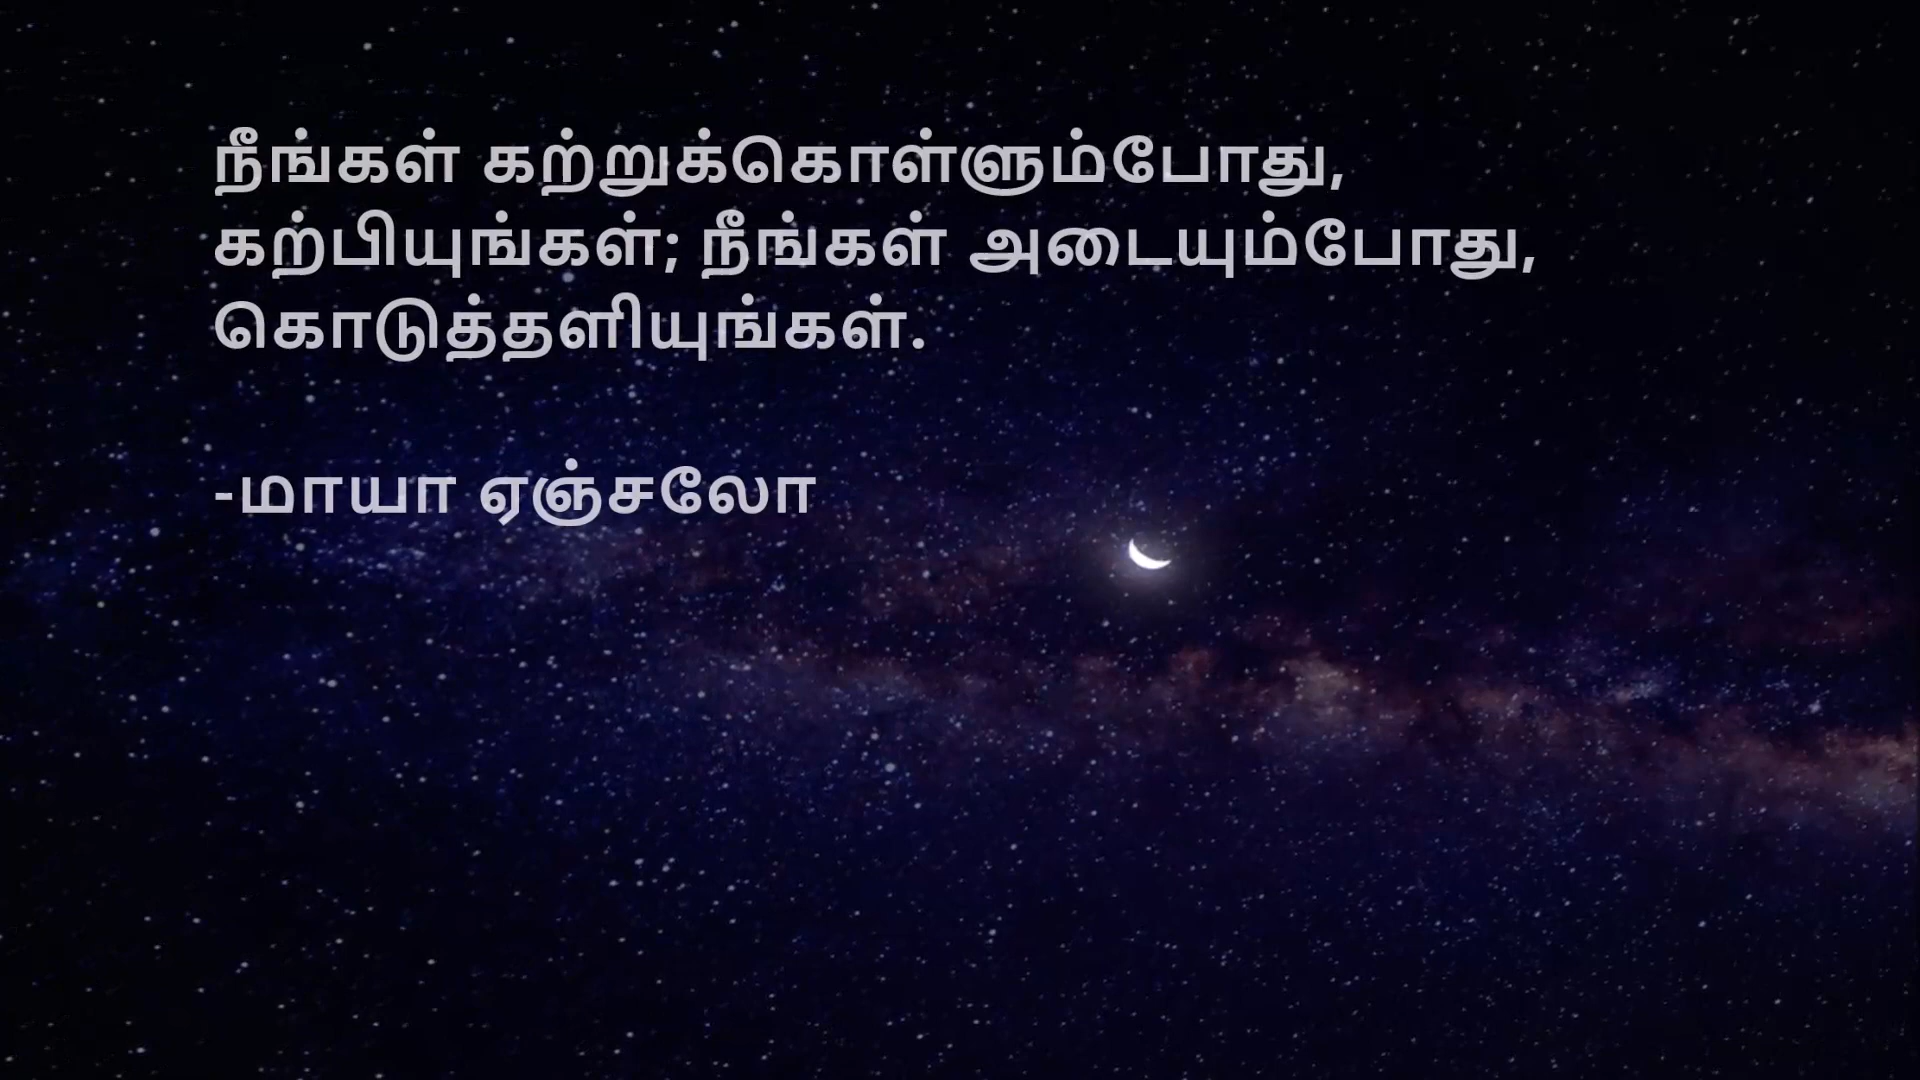 நீங்கள் கற்றுக்கொள்ளும்போது,
கற்பியுங்கள்; நீங்கள் அடையும்போது,
கொடுத்தளியுங்கள்.
-மாயா ஏஞ்சலோ